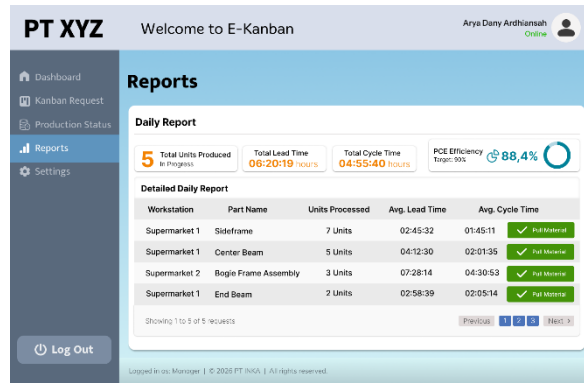 PT XYZ
Welcome to E-Kanban
Arya Dany Ardhiansah
Online
Dashboard
Kanban Request
Production Status
Reports
Settings
Log Out
Reports
Daily Report
5 Total Units Produced
In Progress
Total Lead Time
06:20:19 hours
Total Cycle Time
04:55:40 hours
PCE Efficiency
Target: 90%
88,4%
Detailed Daily Report
Workstation Part Name Units Processed Avg. Lead Time Avg. Cycle Time
Supermarket 1 Sideframe 7 Units 02:45:32 01:45:11 Pull Material
Supermarket 1 Center Beam 5 Units 04:12:30 02:01:35 Pull Material
Supermarket 2 Bogie Frame Assembly 3 Units 07:28:14 04:30:53 Pull Material
Supermarket 1 End Beam 2 Units 02:58:39 02:05:14 Pull Material
Showing 1 to 5 of 5 requests
Previous 1 2 3 Next >
Logged in as: Manager | © 2026 PT INKA | All rights reserved.